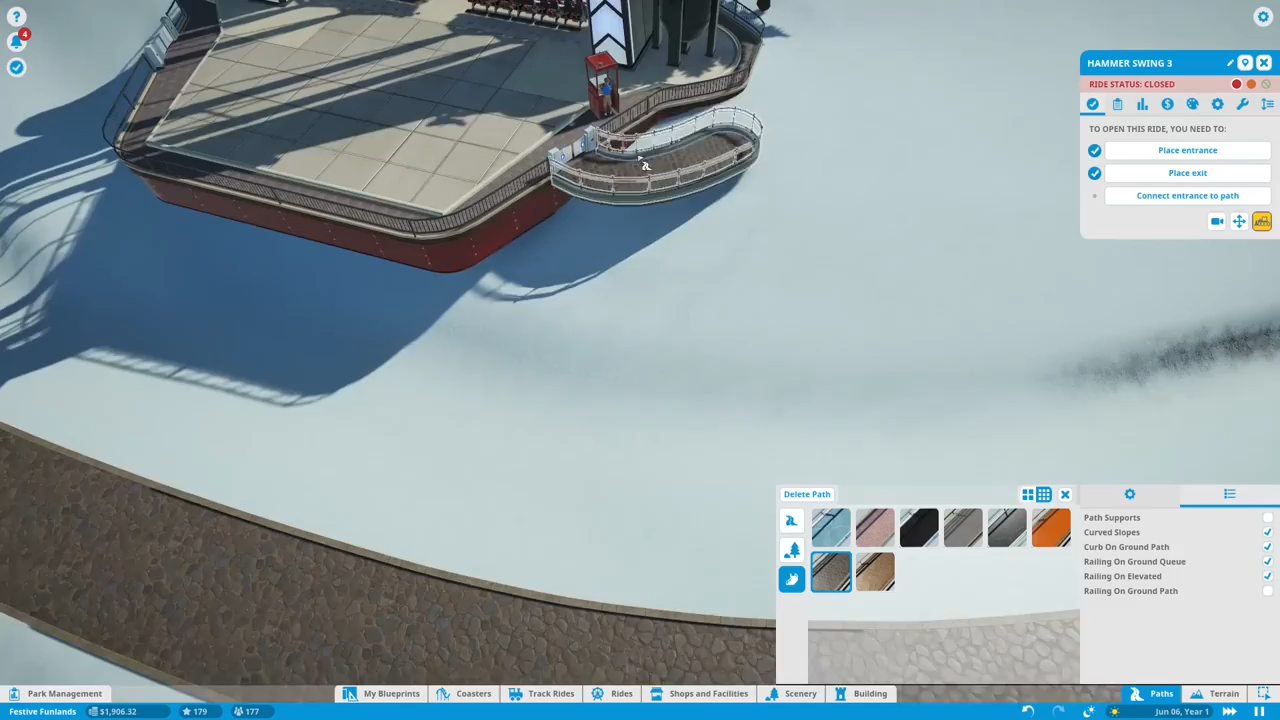 ?
4
HAMMER SWING 3
RIDE STATUS: CLOSED
TO OPEN THIS RIDE, YOU NEED TO:
Place entrance
Place exit
Connect entrance to path
Delete Path
Path Supports
Curved Slopes
Curb On Ground Path
Railing On Ground Queue
Railing On Elevated
Railing On Ground Path
Park Management
My Blueprints
Coasters
Track Rides
Rides
Shops and Facilities
Scenery
Building
Paths
Terrain
Festive Funlands
$1,906.32
179
177
Jun 06, Year 1